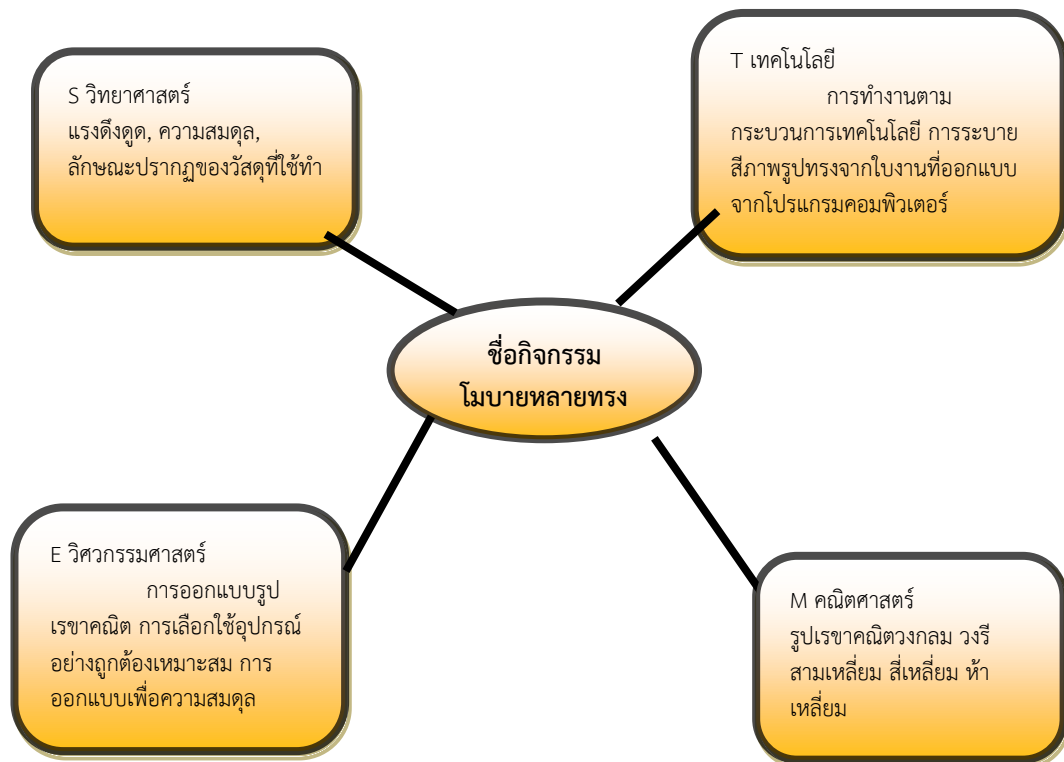 S วิทยาศาสตร์
แรงดึงดูด, ความสมดุล,
ลักษณะปรากฏของวัสดุที่ใช้ทำ
T เทคโนโลยี
การทำงานตาม
กระบวนการเทคโนโลยี การระบาย
สีภาพรูปทรงจากใบงานที่ออกแบบ
จากโปรแกรมคอมพิวเตอร์
ชื่อกิจกรรม
โมบายหลายทรง
E วิศวกรรมศาสตร์
การออกแบบรูป
เรขาคณิต การเลือกใช้อุปกรณ์
อย่างถูกต้องเหมาะสม การ
ออกแบบเพื่อความสมดุล
M คณิตศาสตร์
รูปเรขาคณิตวงกลม วงรี
สามเหลี่ยม สี่เหลี่ยม ห้า
เหลี่ยม